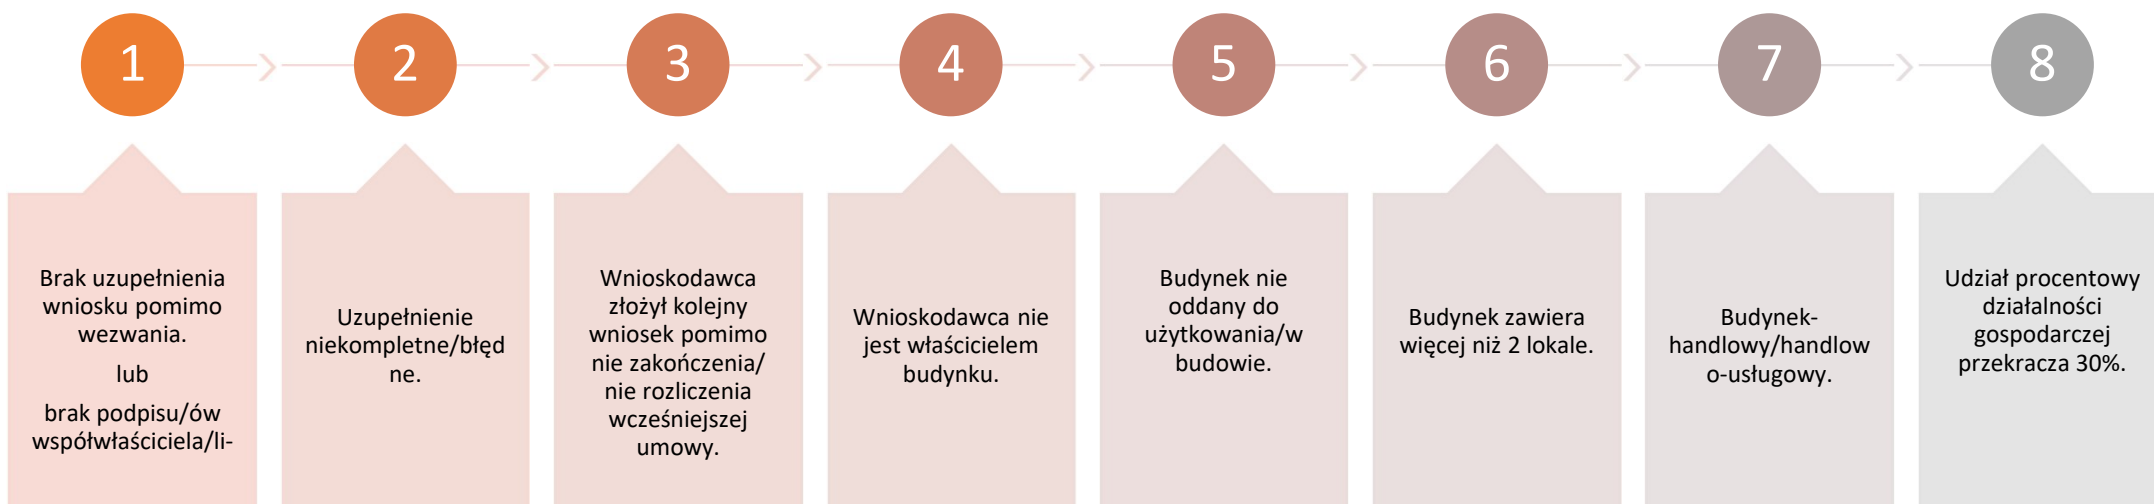 1
2
3
4
5
6
7
8
Brak uzupełnienia
wniosku pomimo
wezwania.
lub
brak podpisu/ów
współwłaściciela/li-
Uzupełnienie
niekompletne/błęd
ne.
Wnioskodawca
złożył kolejny
wniosek pomimo
nie zakończenia/
nie rozliczenia
wcześniejszej
umowy.
Wnioskodawca nie
jest właścicielem
budynku.
Budynek nie
oddany do
użytkowania/w
budowie.
Budynek zawiera
więcej niż 2 lokale.
Budynek-
handlowy/handlow
o-usługowy.
Udział procentowy
działalności
gospodarczej
przekracza 30%.